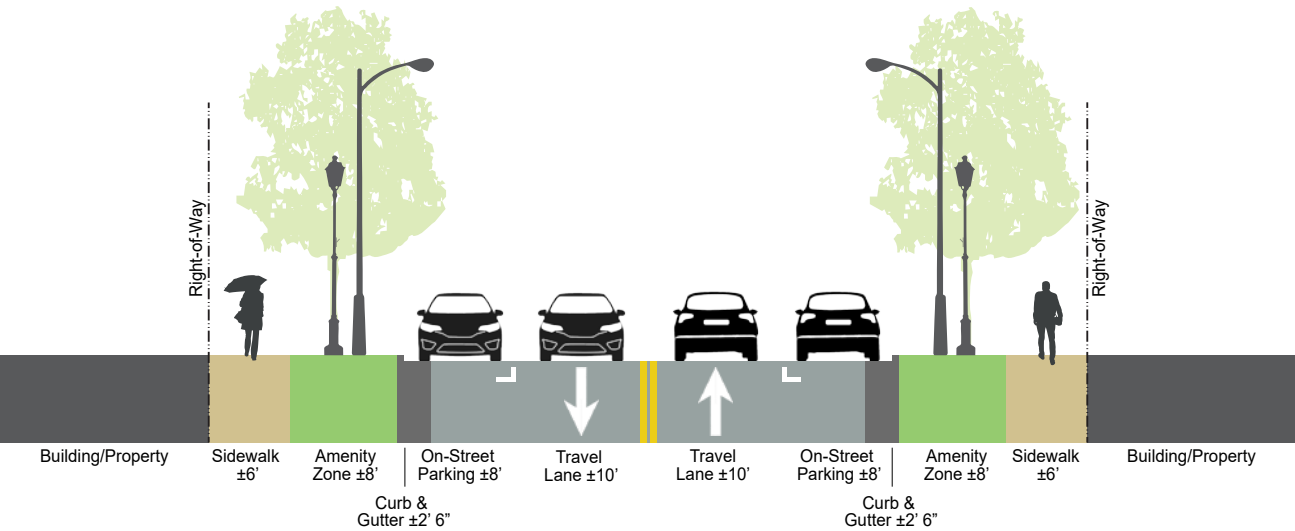 Right-of-Way
Right-of-Way
Building/Property
Sidewalk
±6’
Amenity
Zone ±8’
On-Street
Parking ±8’
Travel
Lane ±10’
Travel
Lane ±10’
On-Street
Parking ±8’
Amenity
Zone ±8’
Sidewalk
±6’
Building/Property
Curb &
Gutter ±2’ 6”
Curb &
Gutter ±2’ 6”